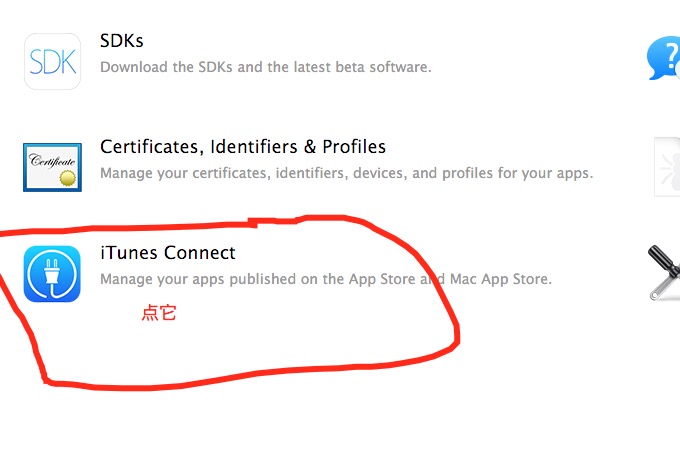 SDKs
SDK
Download the SDKs and the latest beta software.
Certificates, Identifiers & Profiles
Certificate
Manage your certificates, identifiers, devices, and profiles for your apps.
iTunes Connect
Manage your apps published on the App Store and Mac App Store.
点它
?